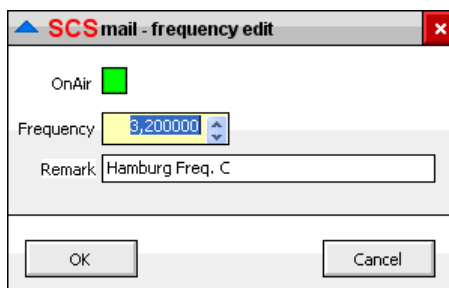 SCS mail - frequency edit
OnAir
Frequency 3,200000
Remark Hamburg Freq. C
OK Cancel